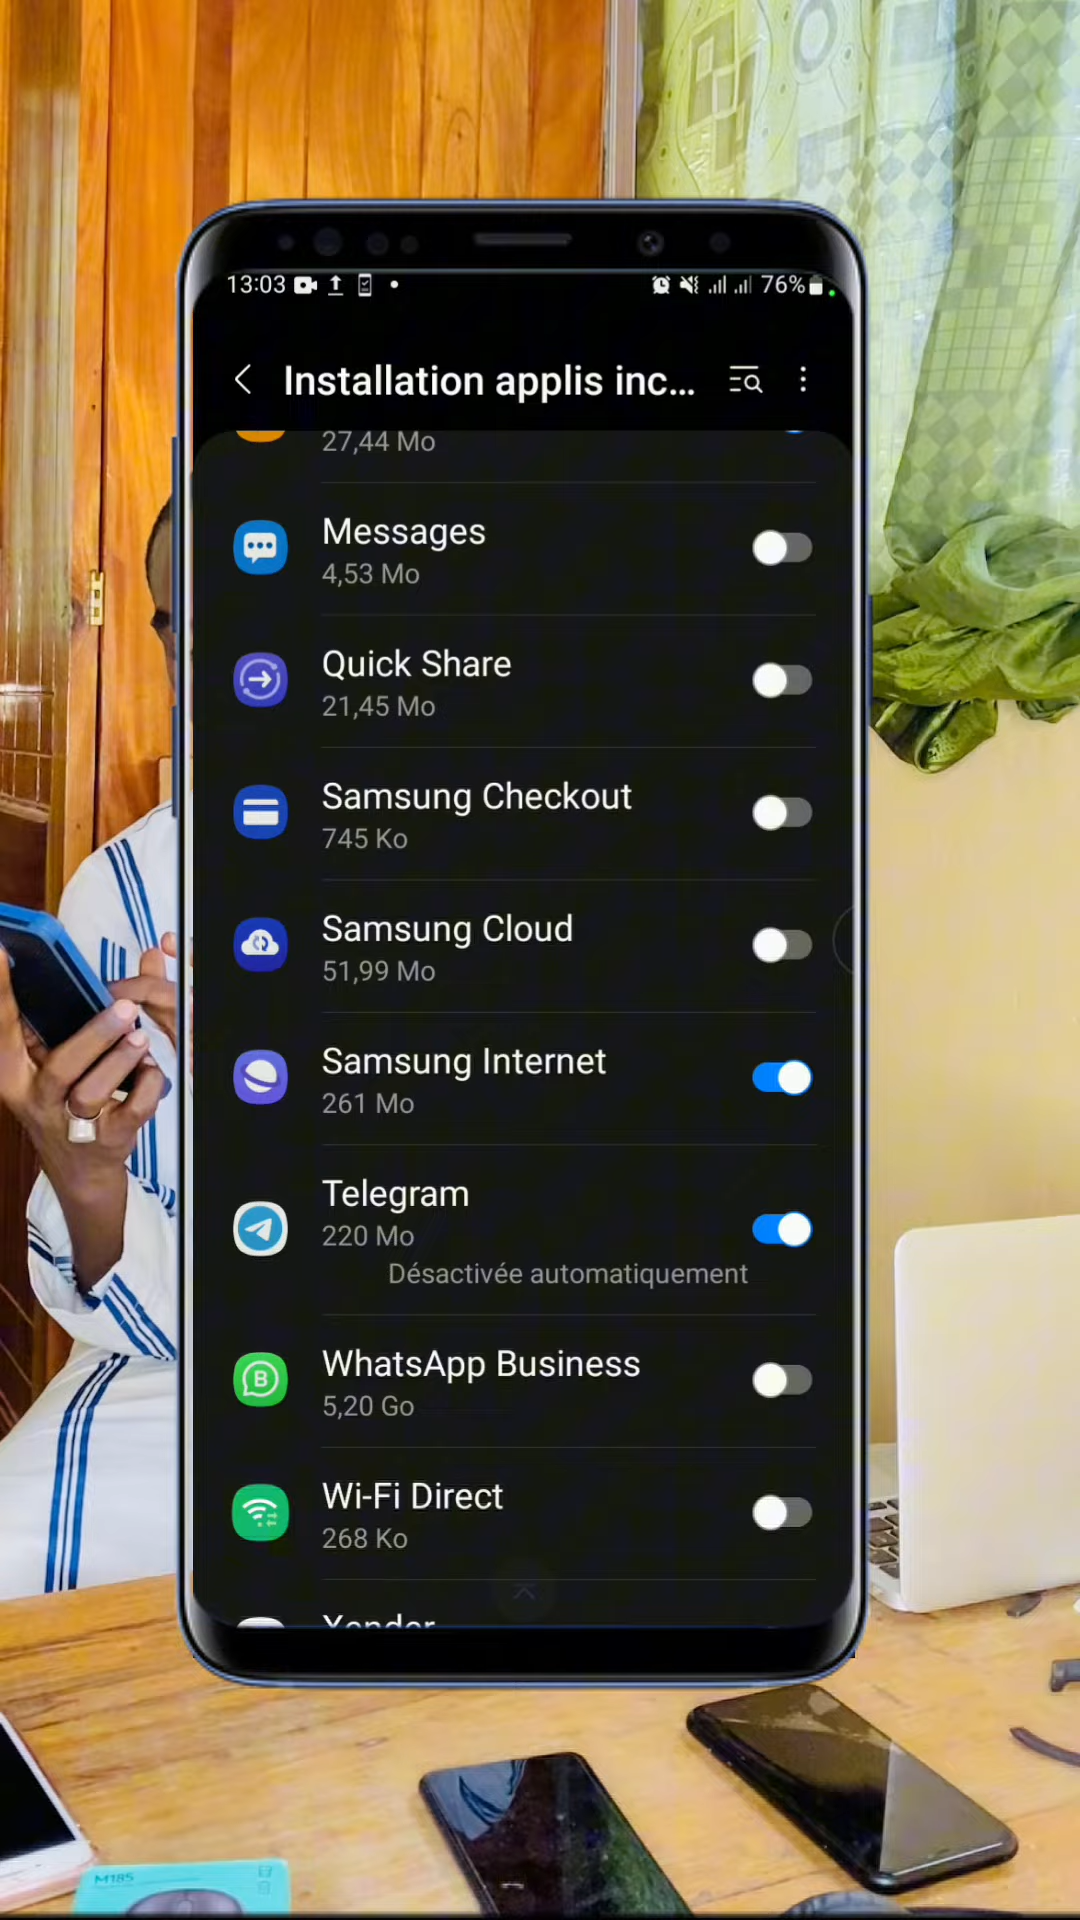 13:03
76%
Installation applis inc...
27,44 Mo
Messages
4,53 Mo
Quick Share
21,45 Mo
Samsung Checkout
745 Ko
Samsung Cloud
51,99 Mo
Samsung Internet
261 Mo
Telegram
220 Mo
Désactivée automatiquement
B
WhatsApp Business
5,20 Go
Wi-Fi Direct
268 Ko
Xender
M185